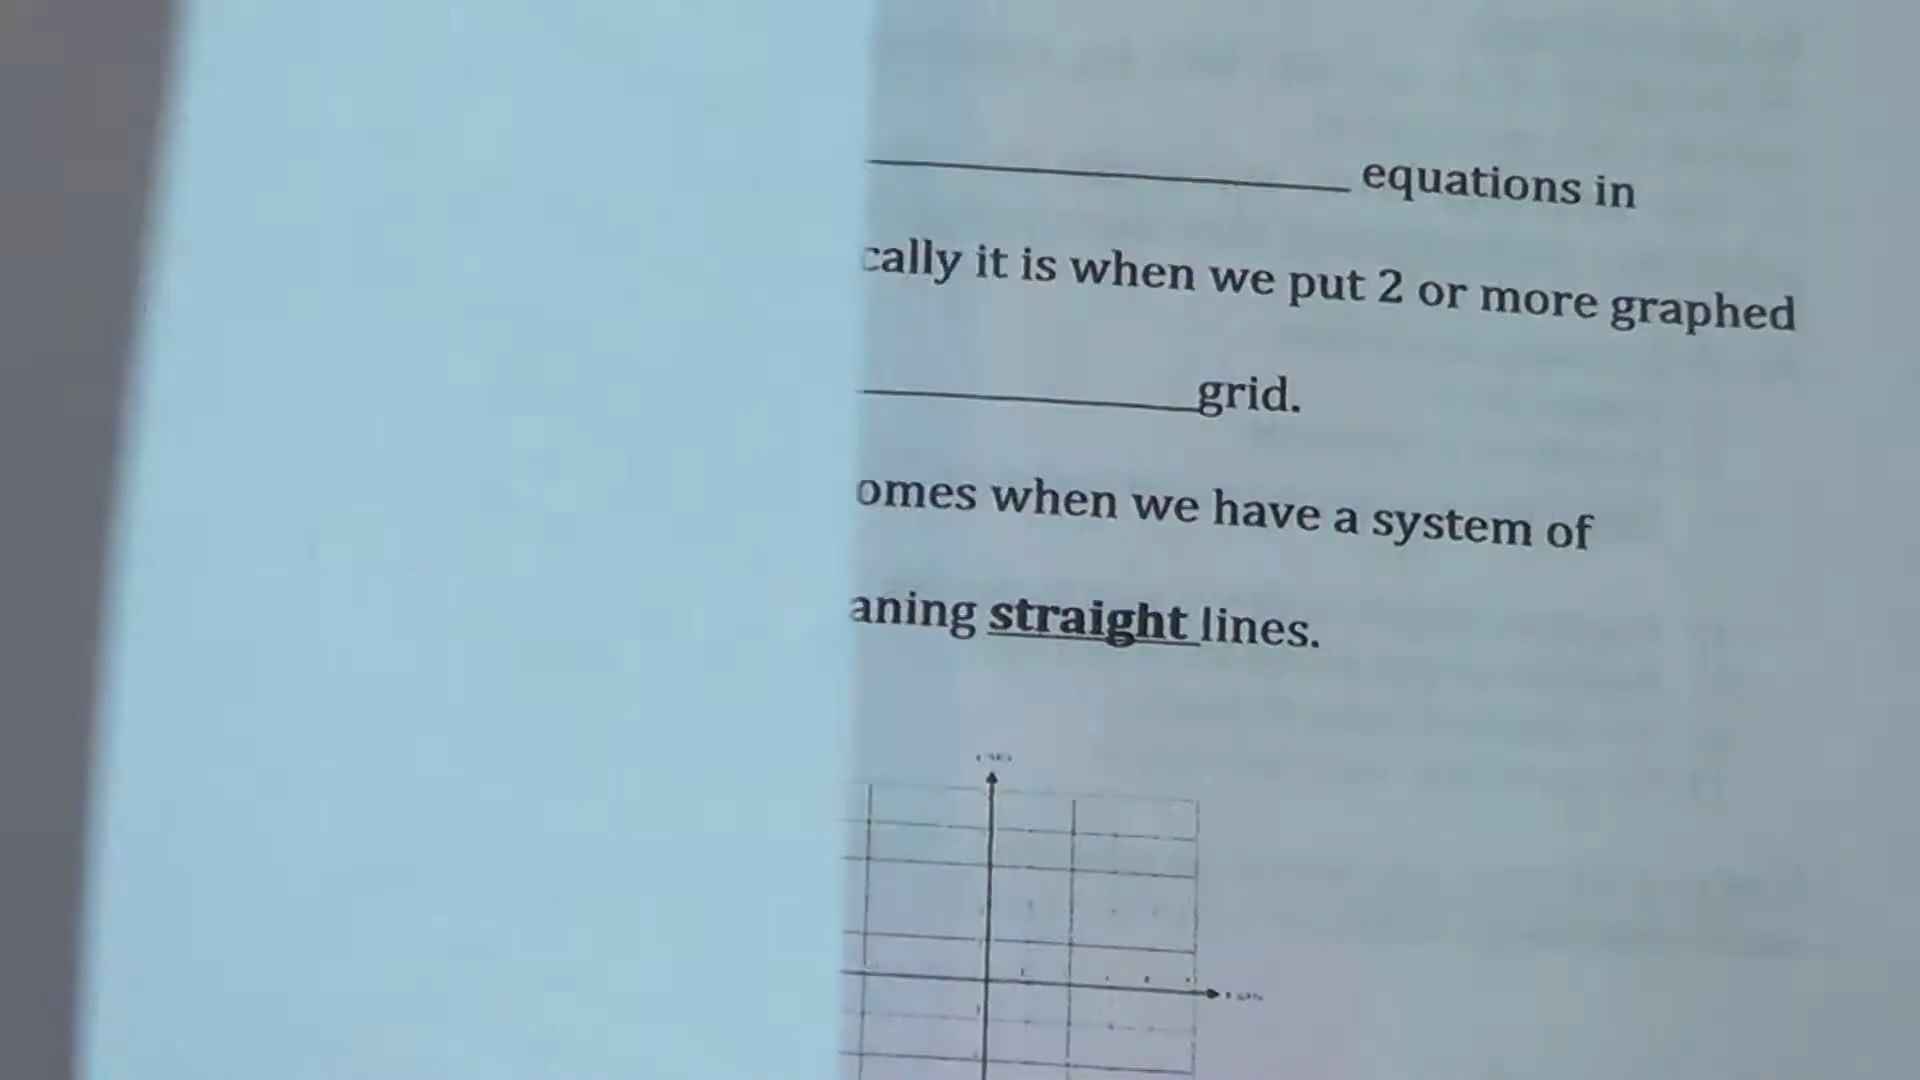 equations in
cally it is when we put 2 or more graphed
grid.
omes when we have a system of
aning straight lines.